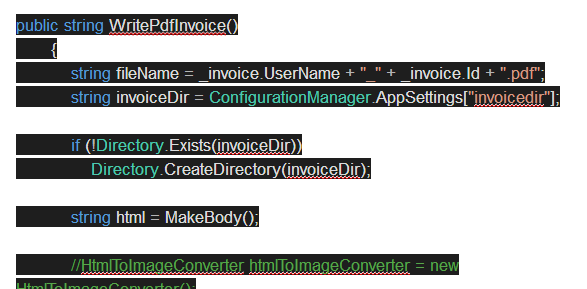 public string WritePdfInvoice()
{
string fileName = _invoice.UserName + "_" + _invoice.Id + ".pdf";
string invoiceDir = ConfigurationManager.AppSettings["invoicedir"];
if (!Directory.Exists(invoiceDir))
Directory.CreateDirectory(invoiceDir);
string html = MakeBody();
//HtmlToImageConverter htmlToImageConverter = new
HtmlToImageConverter();